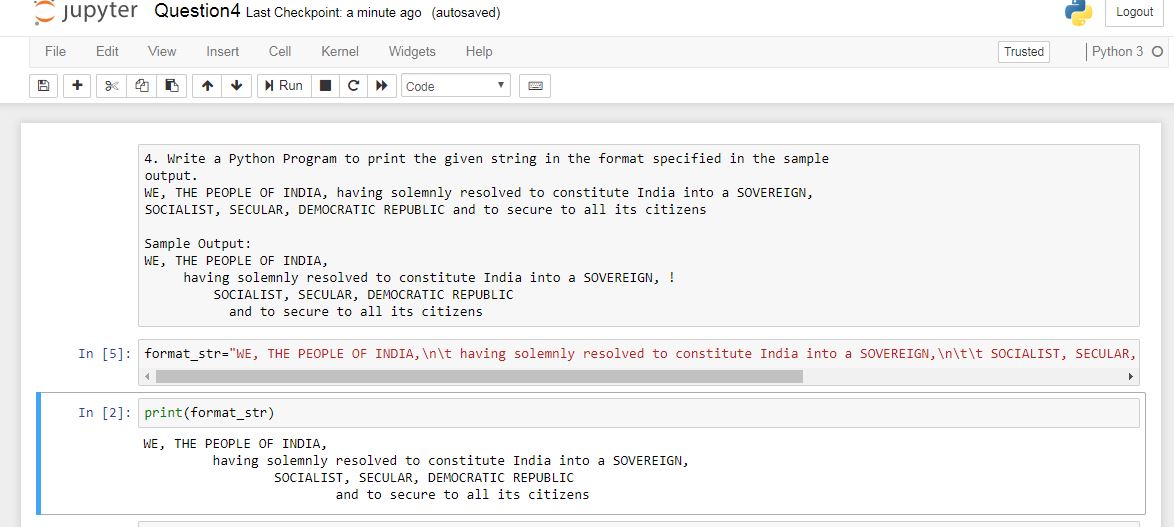 jupyter Question4 Last Checkpoint: a minute ago (autosaved)
Logout
File Edit View Insert Cell Kernel Widgets Help
Trusted Python 3
Run Code
4. Write a Python Program to print the given string in the format specified in the sample
output.
WE, THE PEOPLE OF INDIA, having solemnly resolved to constitute India into a SOVEREIGN,
SOCIALIST, SECULAR, DEMOCRATIC REPUBLIC and to secure to all its citizens
Sample Output:
WE, THE PEOPLE OF INDIA,
having solemnly resolved to constitute India into a SOVEREIGN, !
SOCIALIST, SECULAR, DEMOCRATIC REPUBLIC
and to secure to all its citizens
In [5]: format_str="WE, THE PEOPLE OF INDIA,\n\t having solemnly resolved to constitute India into a SOVEREIGN,\n\t\t SOCIALIST, SECULAR,
In [2]: print(format_str)
WE, THE PEOPLE OF INDIA,
having solemnly resolved to constitute India into a SOVEREIGN,
SOCIALIST, SECULAR, DEMOCRATIC REPUBLIC
and to secure to all its citizens